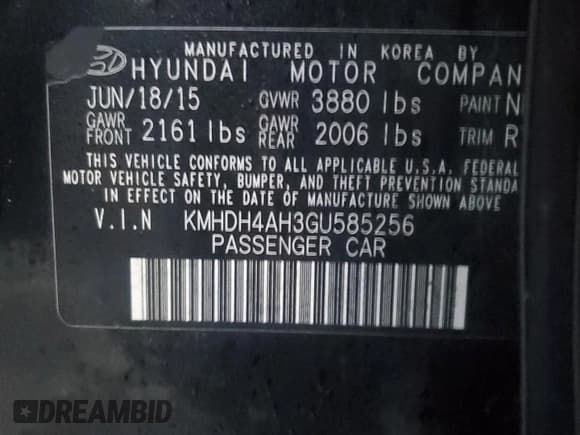 MANUFACTURED IN KOREA BY
HYUNDAI MOTOR COMPAN
JUN/18/15 GVWR 3880 lbs PAINT N
GAWR FRONT 2161 lbs GAWR REAR 2006 lbs TRIM R
THIS VEHICLE CONFORMS TO ALL APPLICABLE U.S.A. FEDERAL
MOTOR VEHICLE SAFETY, BUMPER, AND THEFT PREVENTION STANDA
IN EFFECT ON THE DATE OF MANUFACTURE SHOWN ABOVE.
V.I.N KMHDH4AH3GU585256
PASSENGER CAR
DREAMBID